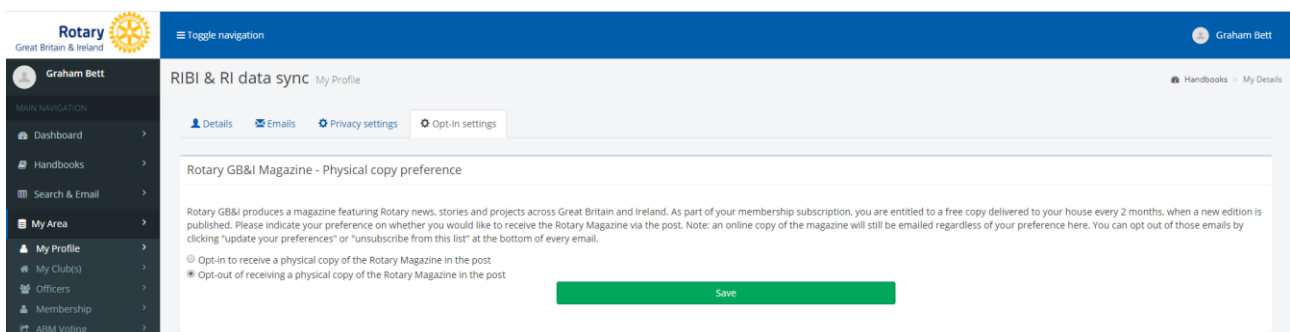 Rotary
Great Britain & Ireland
Toggle navigation
Graham Bett
Graham Bett
RIBI & RI data sync My Profile
Handbooks > My Details
MAIN NAVIGATION
Dashboard
Handbooks
Search & Email
My Area
My Profile
My Club(s)
Officers
Membership
ABM Voting
Details
Emails
Privacy settings
Opt-In settings
Rotary GB&I Magazine - Physical copy preference
Rotary GB&I produces a magazine featuring Rotary news, stories and projects across Great Britain and Ireland. As part of your membership subscription, you are entitled to a free copy delivered to your house every 2 months, when a new edition is
published. Please indicate your preference on whether you would like to receive the Rotary Magazine via the post. Note: an online copy of the magazine will still be emailed regardless of your preference here. You can opt out of those emails by
clicking "update your preferences" or "unsubscribe from this list" at the bottom of every email.
Opt-in to receive a physical copy of the Rotary Magazine in the post
Opt-out of receiving a physical copy of the Rotary Magazine in the post
Save